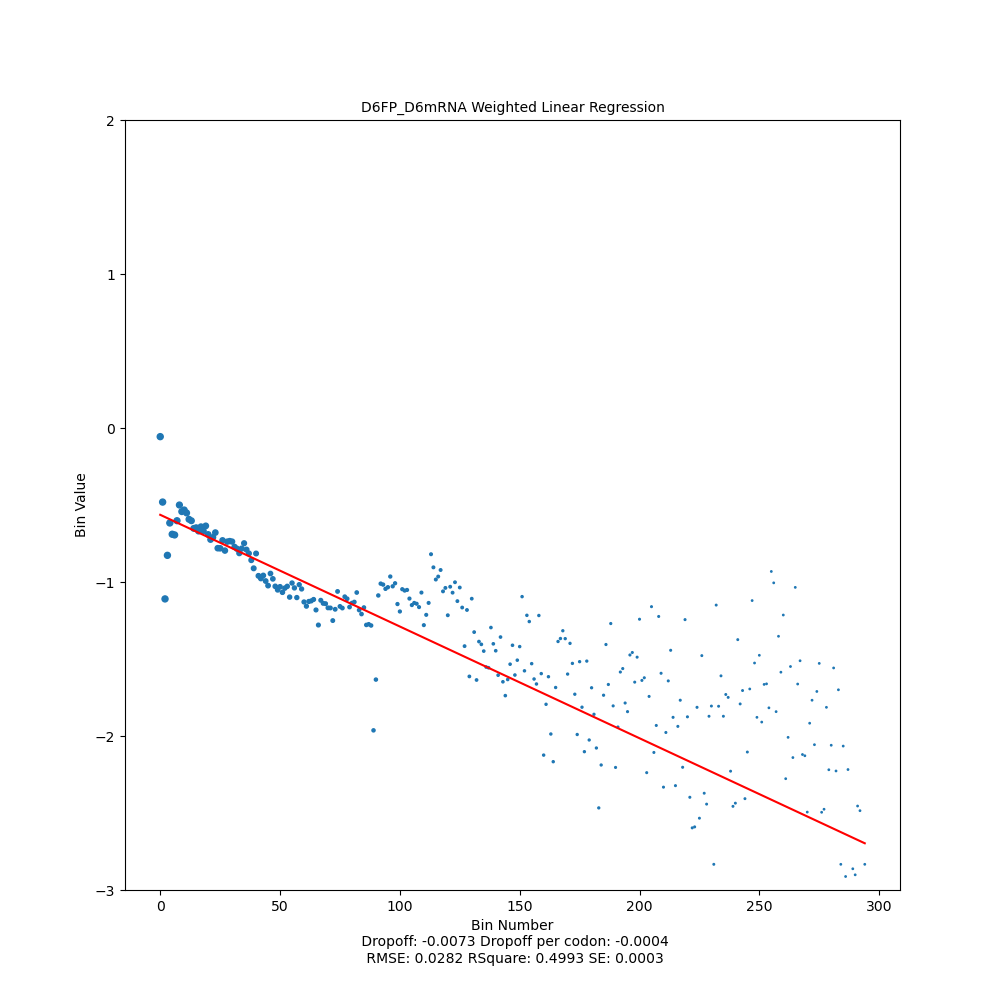 D6FP_D6mRNA Weighted Linear Regression
2
1
0
−1
−2
−3
Bin Value
0 50 100 150 200 250 300
Bin Number
Dropoff: -0.0073 Dropoff per codon: -0.0004
RMSE: 0.0282 RSquare: 0.4993 SE: 0.0003